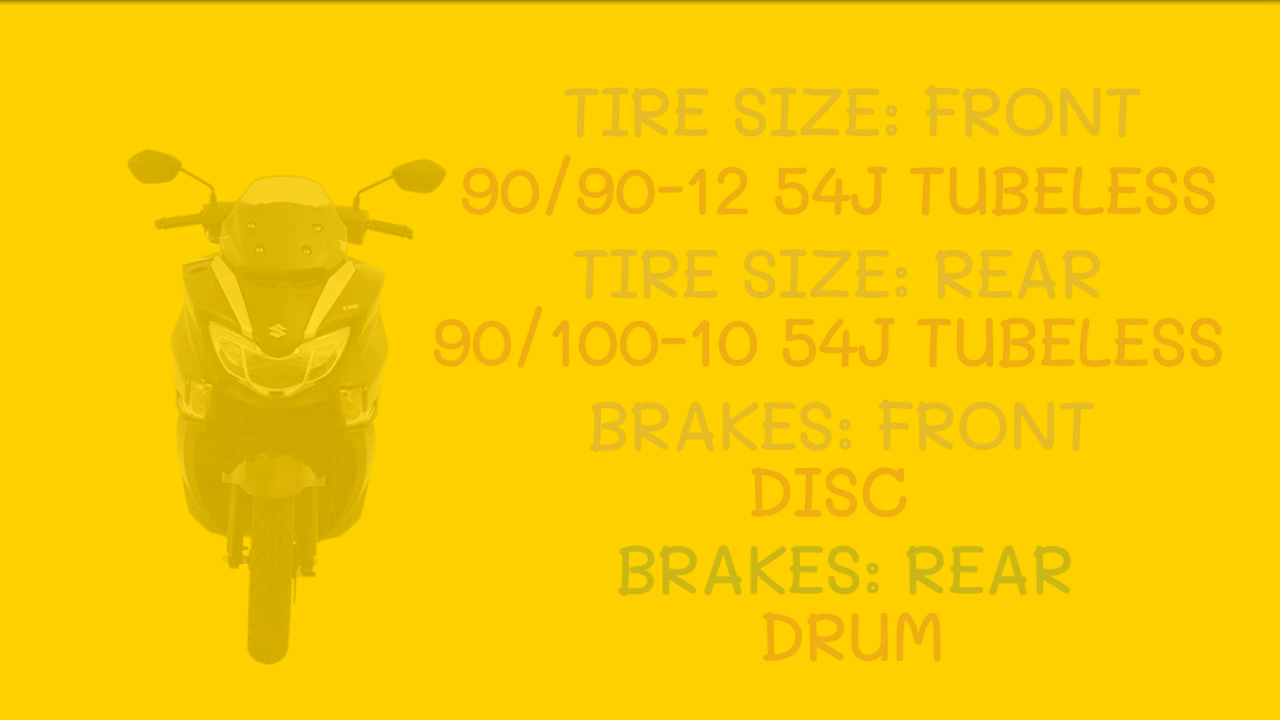 TIRE SIZE: FRONT
90/90-12 54J TUBELESS
TIRE SIZE: REAR
90/100-10 54J TUBELESS
BRAKES: FRONT
DISC
BRAKES: REAR
DRUM